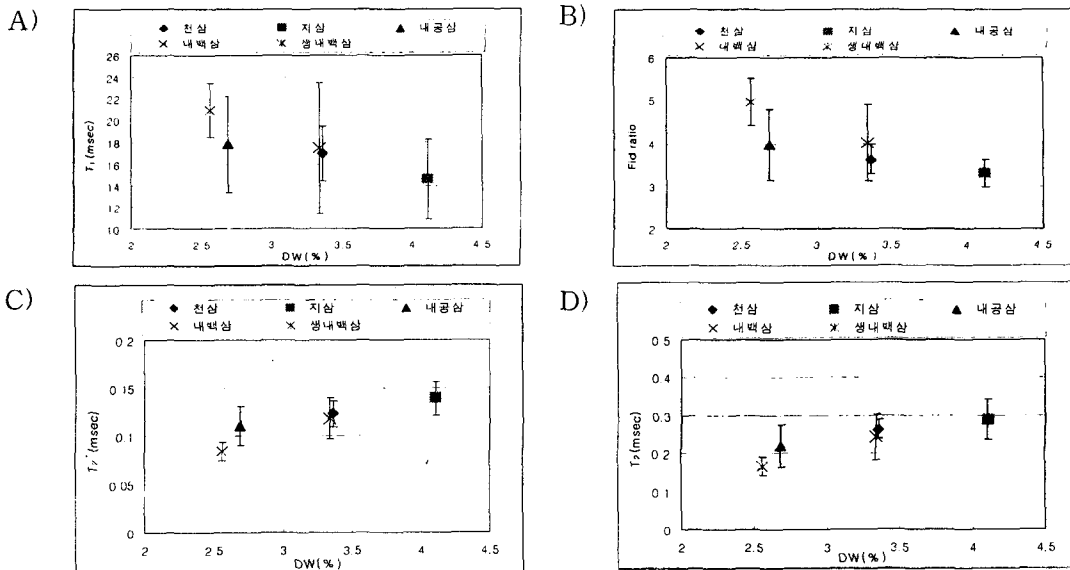 A)
천삼 지삼 내공삼
내백삼 생내백삼
26
24
22
20
18
16
14
12
10
T₁(msec)
2 2 5 3 3.5 4 4 5
DW(%)
B)
천삼 지삼 내공삼
내백삼 생내백삼
6
5
4
3
2
Fid ratio
2 2.5 3 3.5 4 4.5
DW(%)
C)
천삼 지삼 내공삼
내백삼 생내백삼
0 2
0.15
0.1
0 05
0
T₂*(msec)
2 2 5 3 3.5 4 4.5
DW(%)
D)
천삼 지삼 내공삼
내백삼 생내백삼
0 5
0 4
0.3
0 2
0 1
0
T₂(msec)
2 2.5 3 3.5 4 4.5
DW(%)